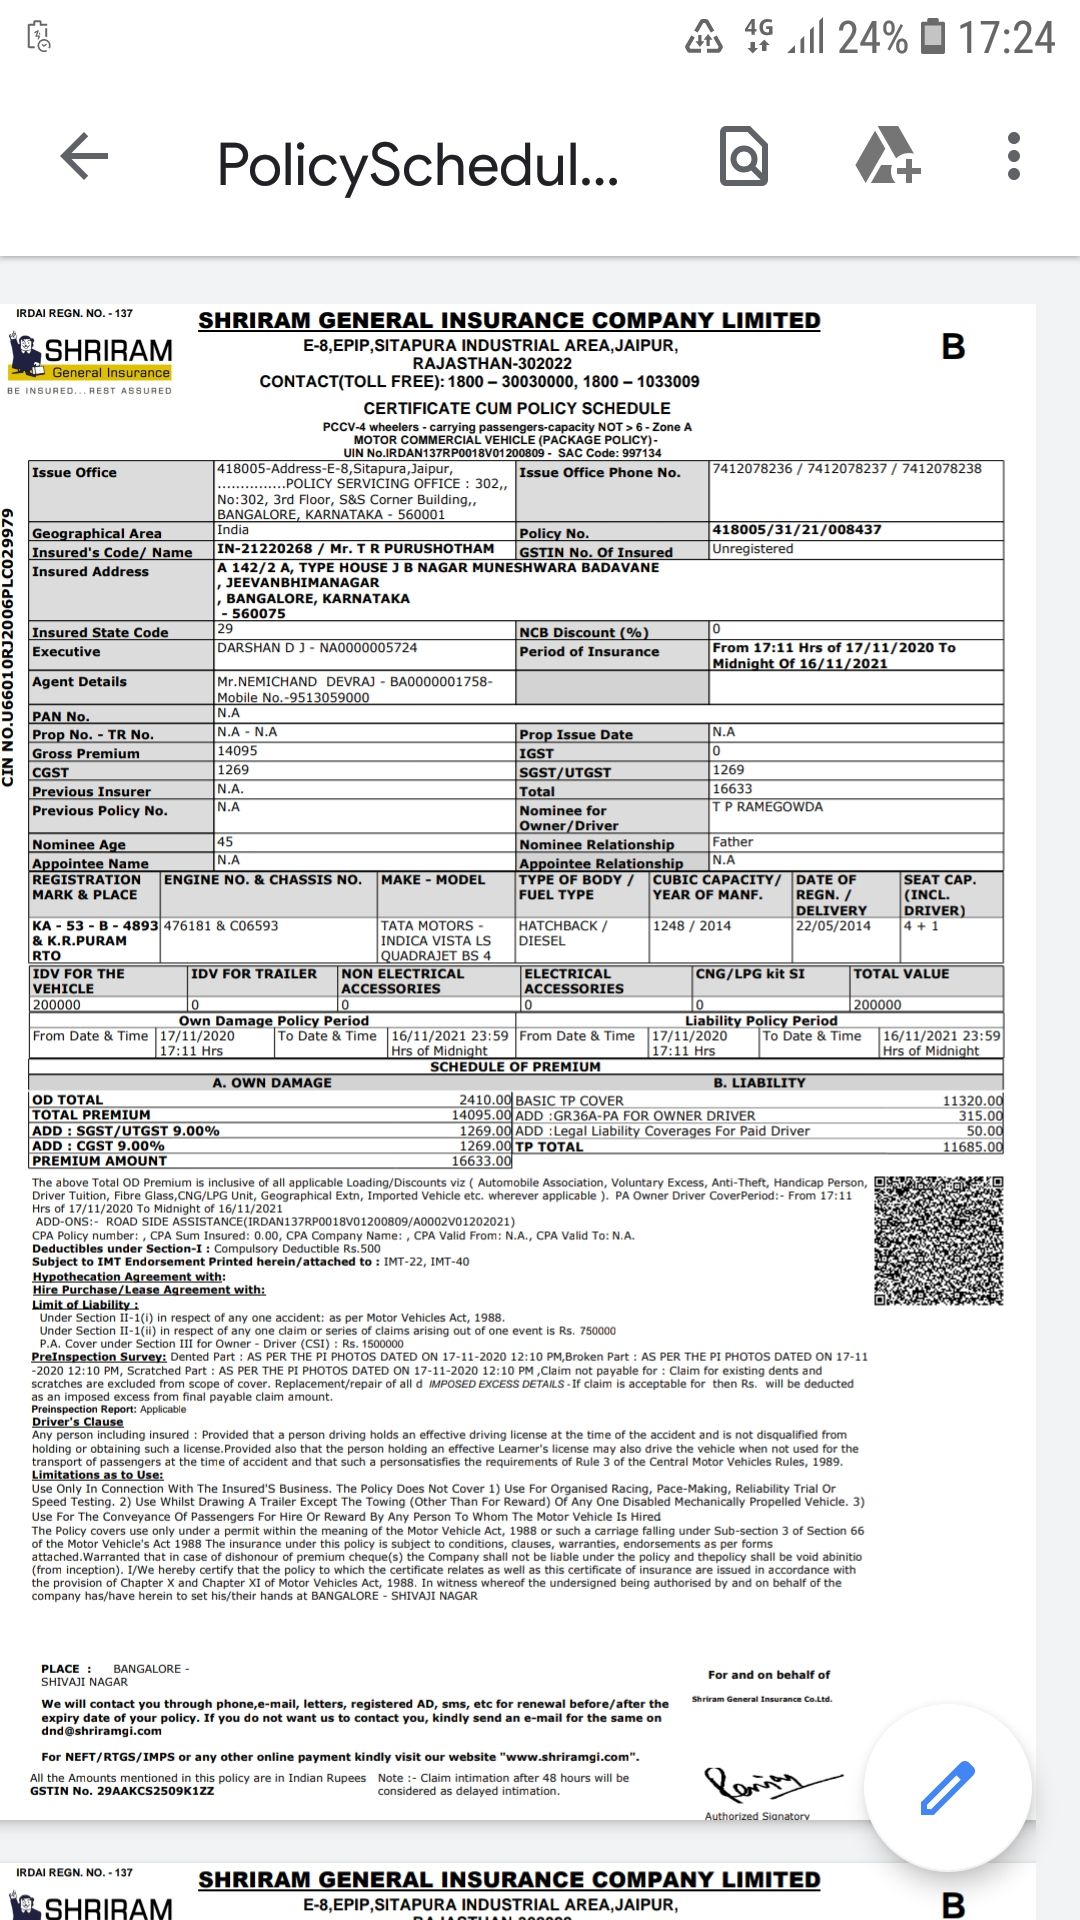 4G 24% 17:24
PolicySchedul...
IRDAI REGN. NO. - 137
SHRIRAM
General Insurance
BE INSURED...REST ASSURED
SHRIRAM GENERAL INSURANCE COMPANY LIMITED
E-8,EPIP,SITAPURA INDUSTRIAL AREA,JAIPUR,
RAJASTHAN-302022
CONTACT(TOLL FREE): 1800 – 30030000, 1800 – 1033009
B
CERTIFICATE CUM POLICY SCHEDULE
PCCV-4 wheelers - carrying passengers-capacity NOT > 6 - Zone A
MOTOR COMMERCIAL VEHICLE (PACKAGE POLICY)-
UIN No.IRDAN137RP0018V01200809 - SAC Code: 997134
CIN NO.U66010RJ2006PLC029979
Issue Office
418005-Address-E-8,Sitapura,Jaipur,
...............POLICY SERVICING OFFICE : 302,,
No:302, 3rd Floor, S&S Corner Building,,
BANGALORE, KARNATAKA - 560001
Issue Office Phone No. 7412078236 / 7412078237 / 7412078238
Geographical Area India Policy No. 418005/31/21/008437
Insured's Code/ Name IN-21220268 / Mr. T R PURUSHOTHAM GSTIN No. Of Insured Unregistered
Insured Address
A 142/2 A, TYPE HOUSE J B NAGAR MUNESHWARA BADAVANE
, JEEVANBHIMANAGAR
, BANGALORE, KARNATAKA
- 560075
Insured State Code 29 NCB Discount (%) 0
Executive DARSHAN D J - NA0000005724 Period of Insurance From 17:11 Hrs of 17/11/2020 To
Midnight Of 16/11/2021
Agent Details Mr.NEMICHAND DEVRAJ - BA0000001758-
Mobile No.-9513059000
PAN No. N.A
Prop No. - TR No. N.A - N.A Prop Issue Date N.A
Gross Premium 14095 IGST 0
CGST 1269 SGST/UTGST 1269
Previous Insurer N.A. Total 16633
Previous Policy No. N.A Nominee for
Owner/Driver T P RAMEGOWDA
Nominee Age 45 Nominee Relationship Father
Appointee Name N.A Appointee Relationship N.A
REGISTRATION
MARK & PLACE
ENGINE NO. & CHASSIS NO.
MAKE - MODEL
TYPE OF BODY /
FUEL TYPE
CUBIC CAPACITY/
YEAR OF MANF.
DATE OF
REGN. /
DELIVERY
SEAT CAP.
(INCL.
DRIVER)
KA - 53 - B - 4893
& K.R.PURAM
RTO
476181 & C06593
TATA MOTORS -
INDICA VISTA LS
QUADRAJET BS 4
HATCHBACK /
DIESEL
1248 / 2014
22/05/2014
4 + 1
IDV FOR THE
VEHICLE
IDV FOR TRAILER
NON ELECTRICAL
ACCESSORIES
ELECTRICAL
ACCESSORIES
CNG/LPG kit SI
TOTAL VALUE
200000 0 0 0 0 200000
Own Damage Policy Period Liability Policy Period
From Date & Time 17/11/2020
17:11 Hrs
To Date & Time 16/11/2021 23:59
Hrs of Midnight
From Date & Time 17/11/2020
17:11 Hrs
To Date & Time 16/11/2021 23:59
Hrs of Midnight
SCHEDULE OF PREMIUM
A. OWN DAMAGE B. LIABILITY
OD TOTAL 2410.00 BASIC TP COVER 11320.00
TOTAL PREMIUM 14095.00 ADD :GR36A-PA FOR OWNER DRIVER 315.00
ADD : SGST/UTGST 9.00% 1269.00 ADD :Legal Liability Coverages For Paid Driver 50.00
ADD : CGST 9.00% 1269.00 TP TOTAL 11685.00
PREMIUM AMOUNT 16633.00
The above Total OD Premium is inclusive of all applicable Loading/Discounts viz ( Automobile Association, Voluntary Excess, Anti-Theft, Handicap Person,
Driver Tuition, Fibre Glass,CNG/LPG Unit, Geographical Extn, Imported Vehicle etc. wherever applicable ). PA Owner Driver CoverPeriod:- From 17:11
Hrs of 17/11/2020 To Midnight of 16/11/2021
ADD-ONS:- ROAD SIDE ASSISTANCE(IRDAN137RP0018V01200809/A0002V01202021)
CPA Policy number: , CPA Sum Insured: 0.00, CPA Company Name: , CPA Valid From: N.A., CPA Valid To: N.A.
Deductibles under Section-I : Compulsory Deductible Rs.500
Subject to IMT Endorsement Printed herein/attached to : IMT-22, IMT-40
Hypothecation Agreement with:
Hire Purchase/Lease Agreement with:
Limit of Liability :
Under Section II-1(i) in respect of any one accident: as per Motor Vehicles Act, 1988.
Under Section II-1(ii) in respect of any one claim or series of claims arising out of one event is Rs. 750000
P.A. Cover under Section III for Owner - Driver (CSI) : Rs. 1500000
PreInspection Survey: Dented Part : AS PER THE PI PHOTOS DATED ON 17-11-2020 12:10 PM,Broken Part : AS PER THE PI PHOTOS DATED ON 17-11
-2020 12:10 PM, Scratched Part : AS PER THE PI PHOTOS DATED ON 17-11-2020 12:10 PM ,Claim not payable for : Claim for existing dents and
scratches are excluded from scope of cover. Replacement/repair of all d IMPOSED EXCESS DETAILS -If claim is acceptable for then Rs. will be deducted
as an imposed excess from final payable claim amount.
Preinspection Report: Applicable
Driver's Clause
Any person including insured : Provided that a person driving holds an effective driving license at the time of the accident and is not disqualified from
holding or obtaining such a license.Provided also that the person holding an effective Learner's license may also drive the vehicle when not used for the
transport of passengers at the time of accident and that such a personsatisfies the requirements of Rule 3 of the Central Motor Vehicles Rules, 1989.
Limitations as to Use:
Use Only In Connection With The Insured'S Business. The Policy Does Not Cover 1) Use For Organised Racing, Pace-Making, Reliability Trial Or
Speed Testing. 2) Use Whilst Drawing A Trailer Except The Towing (Other Than For Reward) Of Any One Disabled Mechanically Propelled Vehicle. 3)
Use For The Conveyance Of Passengers For Hire Or Reward By Any Person To Whom The Motor Vehicle Is Hired
The Policy covers use only under a permit within the meaning of the Motor Vehicle Act, 1988 or such a carriage falling under Sub-section 3 of Section 66
of the Motor Vehicle's Act 1988 The insurance under this policy is subject to conditions, clauses, warranties, endorsements as per forms
attached.Warranted that in case of dishonour of premium cheque(s) the Company shall not be liable under the policy and thepolicy shall be void abinitio
(from inception). I/We hereby certify that the policy to which the certificate relates as well as this certificate of insurance are issued in accordance with
the provision of Chapter X and Chapter XI of Motor Vehicles Act, 1988. In witness whereof the undersigned being authorised by and on behalf of the
company has/have herein to set his/their hands at BANGALORE - SHIVAJI NAGAR
PLACE : BANGALORE -
SHIVAJI NAGAR
For and on behalf of
Shriram General Insurance Co.Ltd.
We will contact you through phone,e-mail, letters, registered AD, sms, etc for renewal before/after the
expiry date of your policy. If you do not want us to contact you, kindly send an e-mail for the same on
dnd@shriramgi.com
For NEFT/RTGS/IMPS or any other online payment kindly visit our website "www.shriramgi.com".
All the Amounts mentioned in this policy are in Indian Rupees Note :- Claim intimation after 48 hours will be
GSTIN No. 29AAKCS2509K1ZZ considered as delayed intimation.
Authorized Signatory
IRDAI REGN. NO. - 137
SHRIRAM
SHRIRAM GENERAL INSURANCE COMPANY LIMITED
E-8,EPIP,SITAPURA INDUSTRIAL AREA,JAIPUR,
B